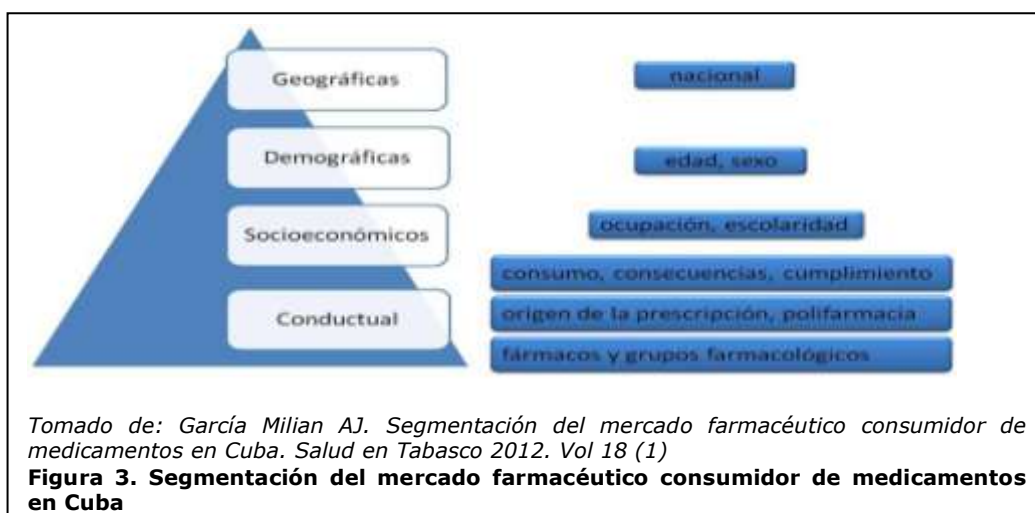 Geográficas
nacional
Demográficas
edad, sexo
Socioeconómicos
ocupación, escolaridad
Conductual
consumo, consecuencias, cumplimiento
origen de la prescripción, polifarmacia
fármacos y grupos farmacológicos
Tomado de: García Milian AJ. Segmentación del mercado farmacéutico consumidor de
medicamentos en Cuba. Salud en Tabasco 2012. Vol 18 (1)
Figura 3. Segmentación del mercado farmacéutico consumidor de medicamentos
en Cuba